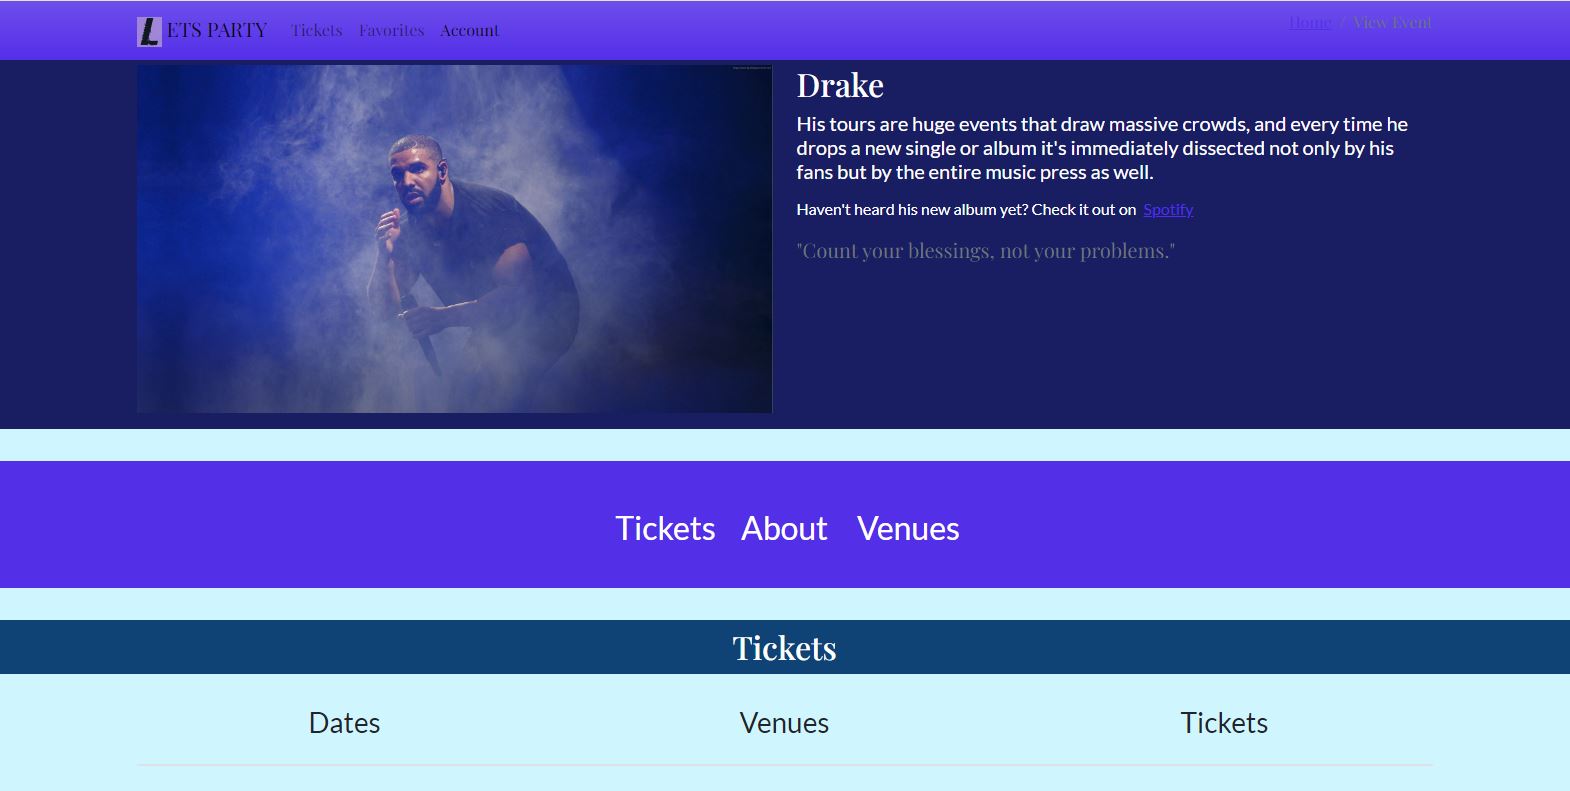 LETS PARTY Tickets Favorites Account Home / View Event
Drake
His tours are huge events that draw massive crowds, and every time he
drops a new single or album it's immediately dissected not only by his
fans but by the entire music press as well.
Haven't heard his new album yet? Check it out on Spotify
"Count your blessings, not your problems."
Tickets About Venues
Tickets
Dates Venues Tickets